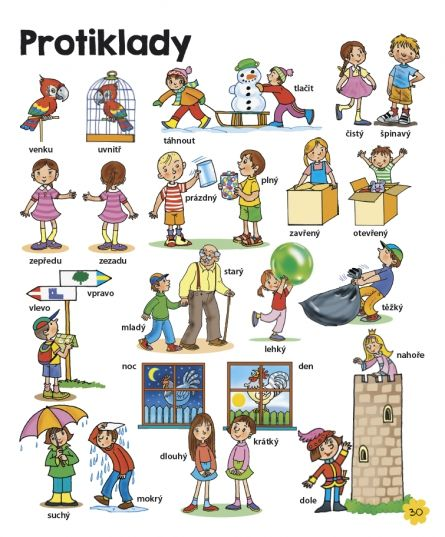 Protiklady
venku
uvnitř
táhnout
tlačit
čistý
špinavý
zepředu
zezadu
prázdný
plný
zavřený
otevřený
vlevo
vpravo
mladý
starý
lehký
těžký
noc
den
nahoře
suchý
mokrý
dlouhý
krátký
dole
30